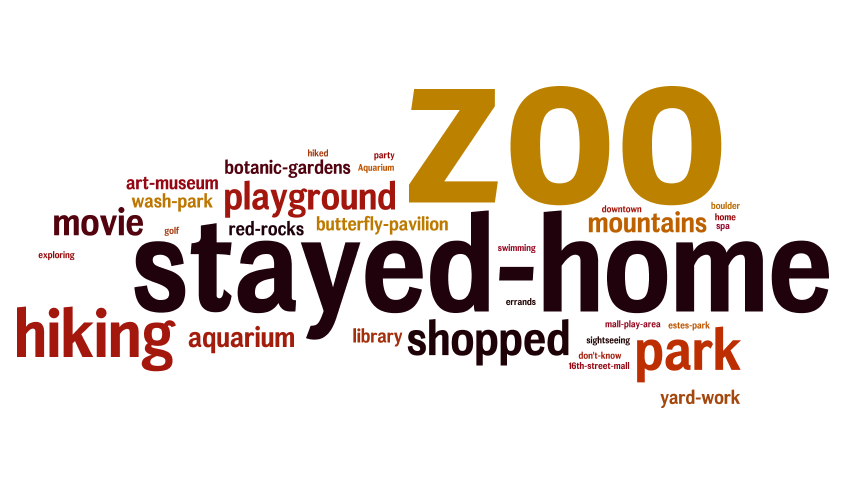 zoo
hiked
party
botanic-gardens
Aquarium
art-museum
wash-park
playground
movie
golf
red-rocks
butterfly-pavilion
downtown
boulder
mountains
home
spa
exploring
stayed-home
swimming
errands
hiking
aquarium
library
shopped
mall-play-area
estes-park
sightseeing
park
don't-know
16th-street-mall
yard-work